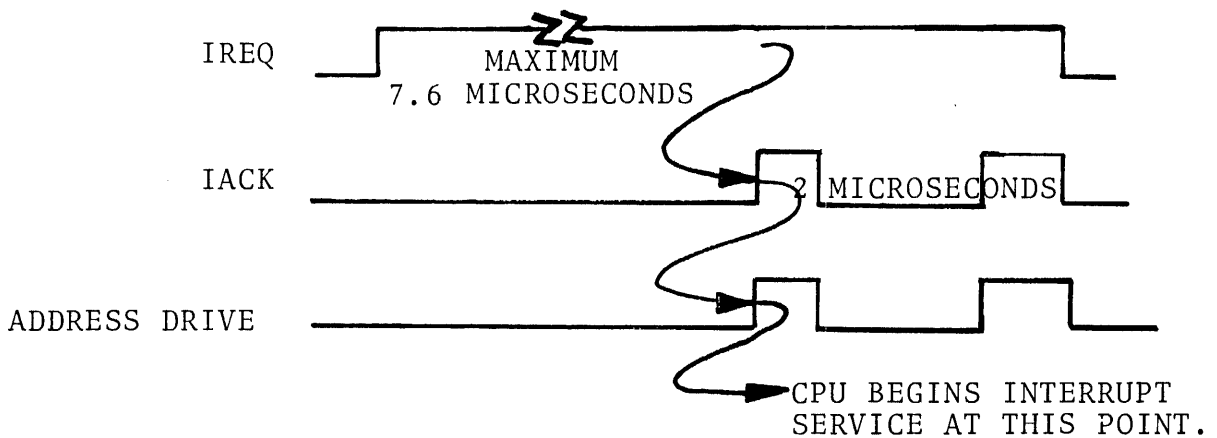 IREQ
MAXIMUM
7.6 MICROSECONDS
IACK
2 MICROSECONDS
ADDRESS DRIVE
CPU BEGINS INTERRUPT
SERVICE AT THIS POINT.